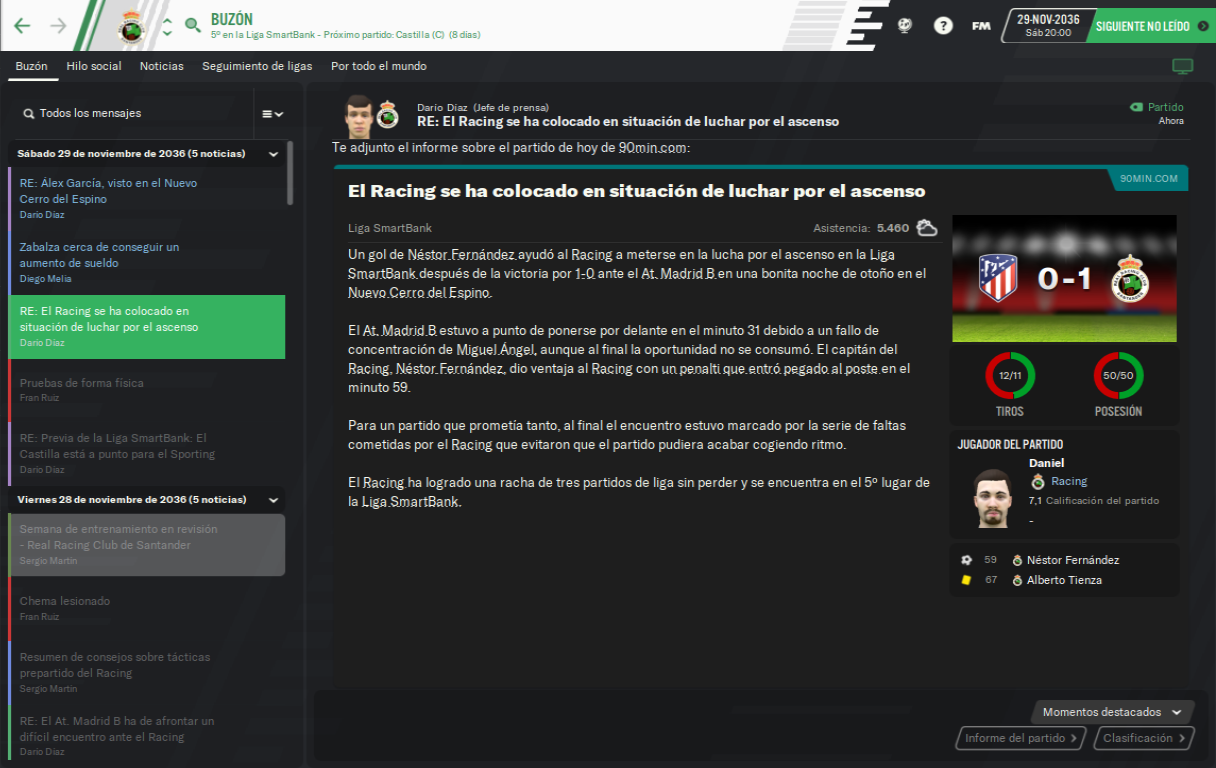 BUZÓN
5º en la Liga SmartBank - Próximo partido: Castilla (C) (8 días)
?
FM
29-NOV-2036
Sáb 20:00
SIGUIENTE NO LEÍDO
Buzón Hilo social Noticias Seguimiento de ligas Por todo el mundo
Todos los mensajes
Sábado 29 de noviembre de 2036 (5 noticias)
RE: Álex García, visto en el Nuevo
Cerro del Espino
Darío Díaz
Zabalza cerca de conseguir un
aumento de sueldo
Diego Melia
RE: El Racing se ha colocado en
situación de luchar por el ascenso
Darío Díaz
Pruebas de forma física
Fran Ruiz
RE: Previa de la Liga SmartBank: El
Castilla está a punto para el Sporting
Darío Díaz
Viernes 28 de noviembre de 2036 (5 noticias)
Semana de entrenamiento en revisión
- Real Racing Club de Santander
Sergio Martín
Chema lesionado
Fran Ruiz
Resumen de consejos sobre tácticas
prepartido del Racing
Sergio Martín
RE: El At. Madrid B ha de afrontar un
difícil encuentro ante el Racing
Darío Díaz
Darío Díaz (Jefe de prensa)
RE: El Racing se ha colocado en situación de luchar por el ascenso
Partido
Ahora
Te adjunto el informe sobre el partido de hoy de 90min.com:
90MIN.COM
El Racing se ha colocado en situación de luchar por el ascenso
Liga SmartBank
Asistencia: 5.460
Un gol de Néstor Fernández ayudó al Racing a meterse en la lucha por el ascenso en la Liga
SmartBank después de la victoria por 1-0 ante el At. Madrid B en una bonita noche de otoño en el
Nuevo Cerro del Espino.
El At. Madrid B estuvo a punto de ponerse por delante en el minuto 31 debido a un fallo de
concentración de Miguel Ángel, aunque al final la oportunidad no se consumó. El capitán del
Racing, Néstor Fernández, dio ventaja al Racing con un penalti que entró pegado al poste en el
minuto 59.
Para un partido que prometía tanto, al final el encuentro estuvo marcado por la serie de faltas
cometidas por el Racing que evitaron que el partido pudiera acabar cogiendo ritmo.
El Racing ha logrado una racha de tres partidos de liga sin perder y se encuentra en el 5º lugar de
la Liga SmartBank.
0-1
12/11
TIROS
50/50
POSESIÓN
JUGADOR DEL PARTIDO
Daniel
Racing
7,1 Calificación del partido
-
59 Néstor Fernández
67 Alberto Tienza
Momentos destacados
Informe del partido
Clasificación